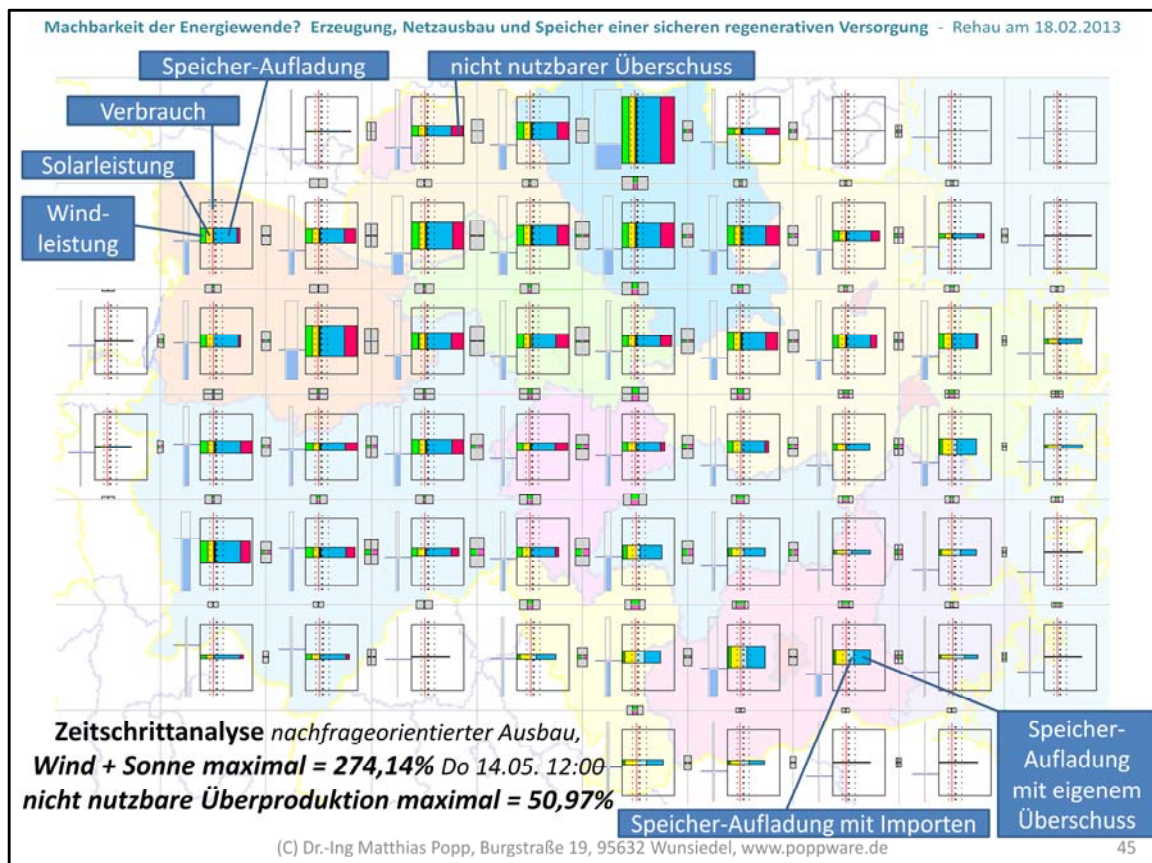 Machbarkeit der Energiewende? Erzeugung, Netzausbau und Speicher einer sicheren regenerativen Versorgung - Rehau am 18.02.2013
Speicher-Aufladung
nicht nutzbarer Überschuss
Verbrauch
Solarleistung
Wind-
leistung
Zeitschrittanalyse nachfrageorientierter Ausbau,
Wind + Sonne maximal = 274,14% Do 14.05. 12:00
nicht nutzbare Überproduktion maximal = 50,97%
Speicher-
Aufladung
mit eigenem
Überschuss
Speicher-Aufladung mit Importen
(C) Dr.-Ing Matthias Popp, Burgstraße 19, 95632 Wunsiedel, www.poppware.de
45